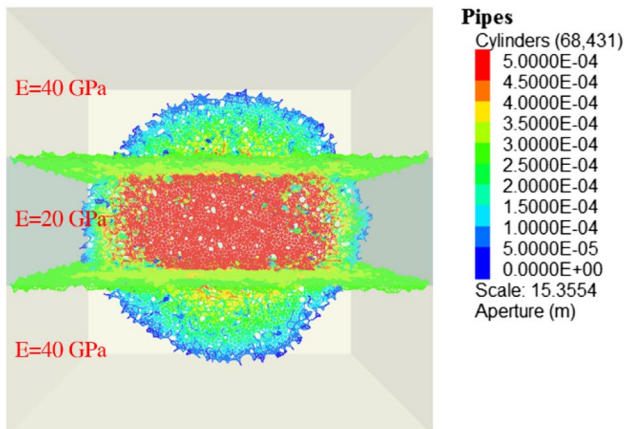 E=40 GPa
E=20 GPa
E=40 GPa
Pipes
Cylinders (68,431)
5.0000E-04
4.5000E-04
4.0000E-04
3.5000E-04
3.0000E-04
2.5000E-04
2.0000E-04
1.5000E-04
1.0000E-04
5.0000E-05
0.0000E+00
Scale: 15.3554
Aperture (m)